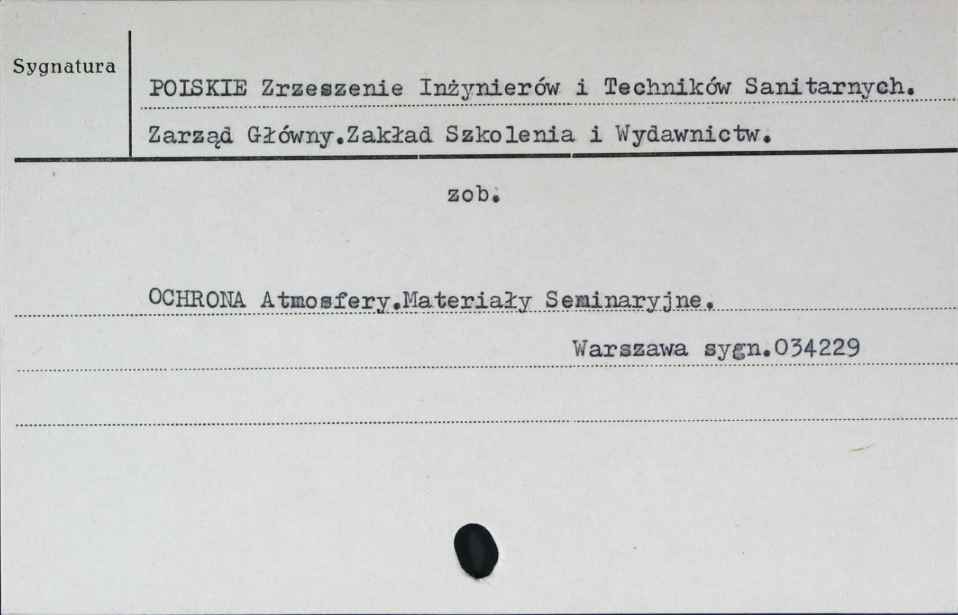 Sygnatura
POISKIE Zrzeszenie Inżynierów i Techników Sanitarnych.
Zarząd Główny.Zakład Szkolenia i Wydawnictw.
zob.
OCHRONA Atmosfery.Materiały Seminaryjne.
Warszawa sygn.034229